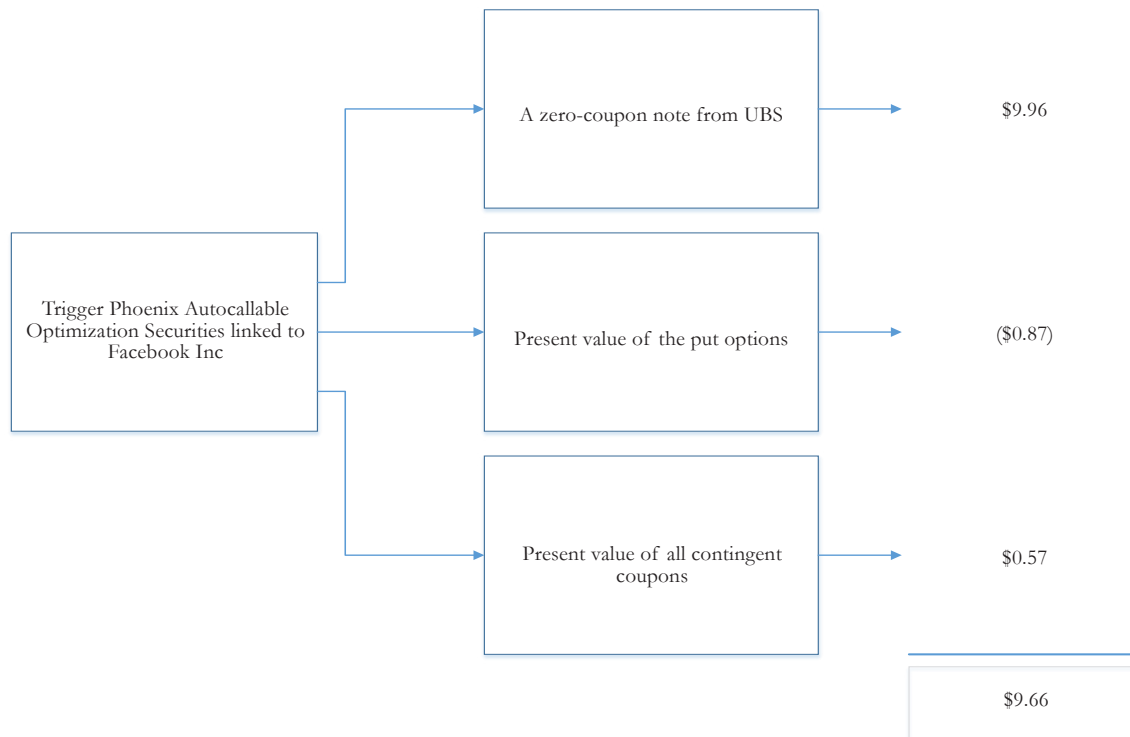 A zero-coupon note from UBS
$9.96
Trigger Phoenix Autocallable
Optimization Securities linked to
Facebook Inc
Present value of the put options
($0.87)
Present value of all contingent
coupons
$0.57
$9.66